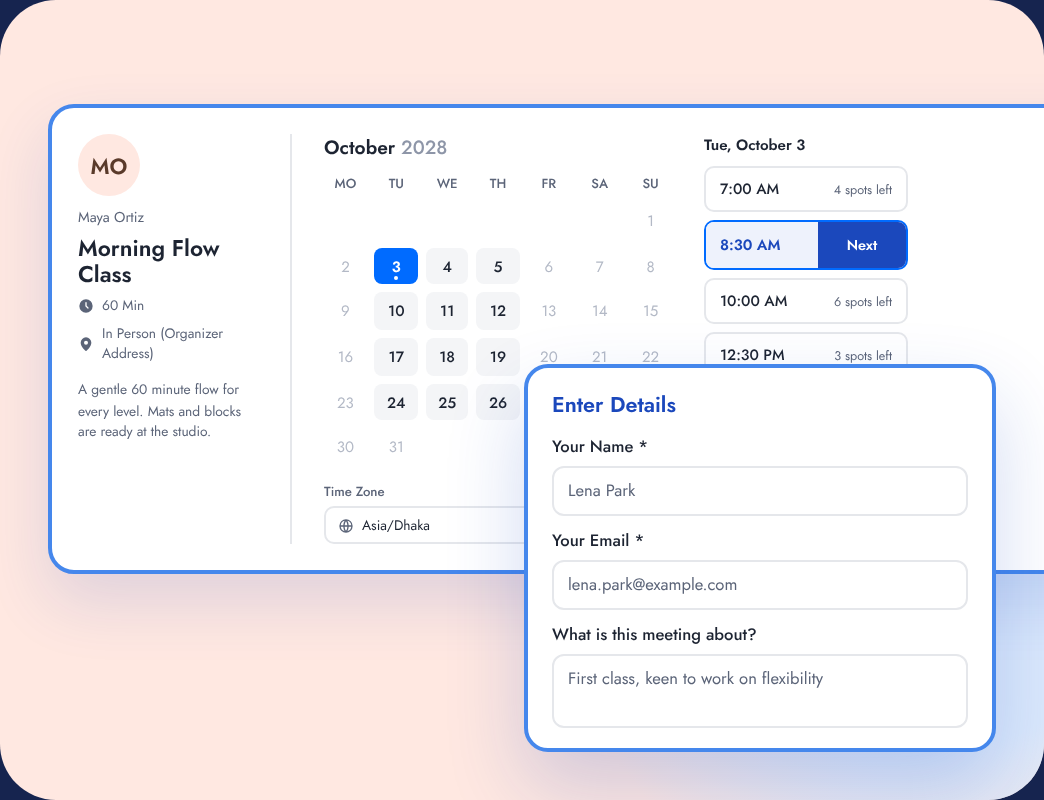 MO
Maya Ortiz
Morning Flow
Class
60 Min
In Person (Organizer
Address)
A gentle 60 minute flow for
every level. Mats and blocks
are ready at the studio.
October 2028
MO TU WE TH FR SA SU
1
2 3 4 5 6 7 8
9 10 11 12 13 14 15
16 17 18 19 20 21 22
23 24 25 26
30 31
Time Zone
Asia/Dhaka
Tue, October 3
7:00 AM 4 spots left
8:30 AM Next
10:00 AM 6 spots left
12:30 PM 3 spots left
Enter Details
Your Name *
Lena Park
Your Email *
lena.park@example.com
What is this meeting about?
First class, keen to work on flexibility